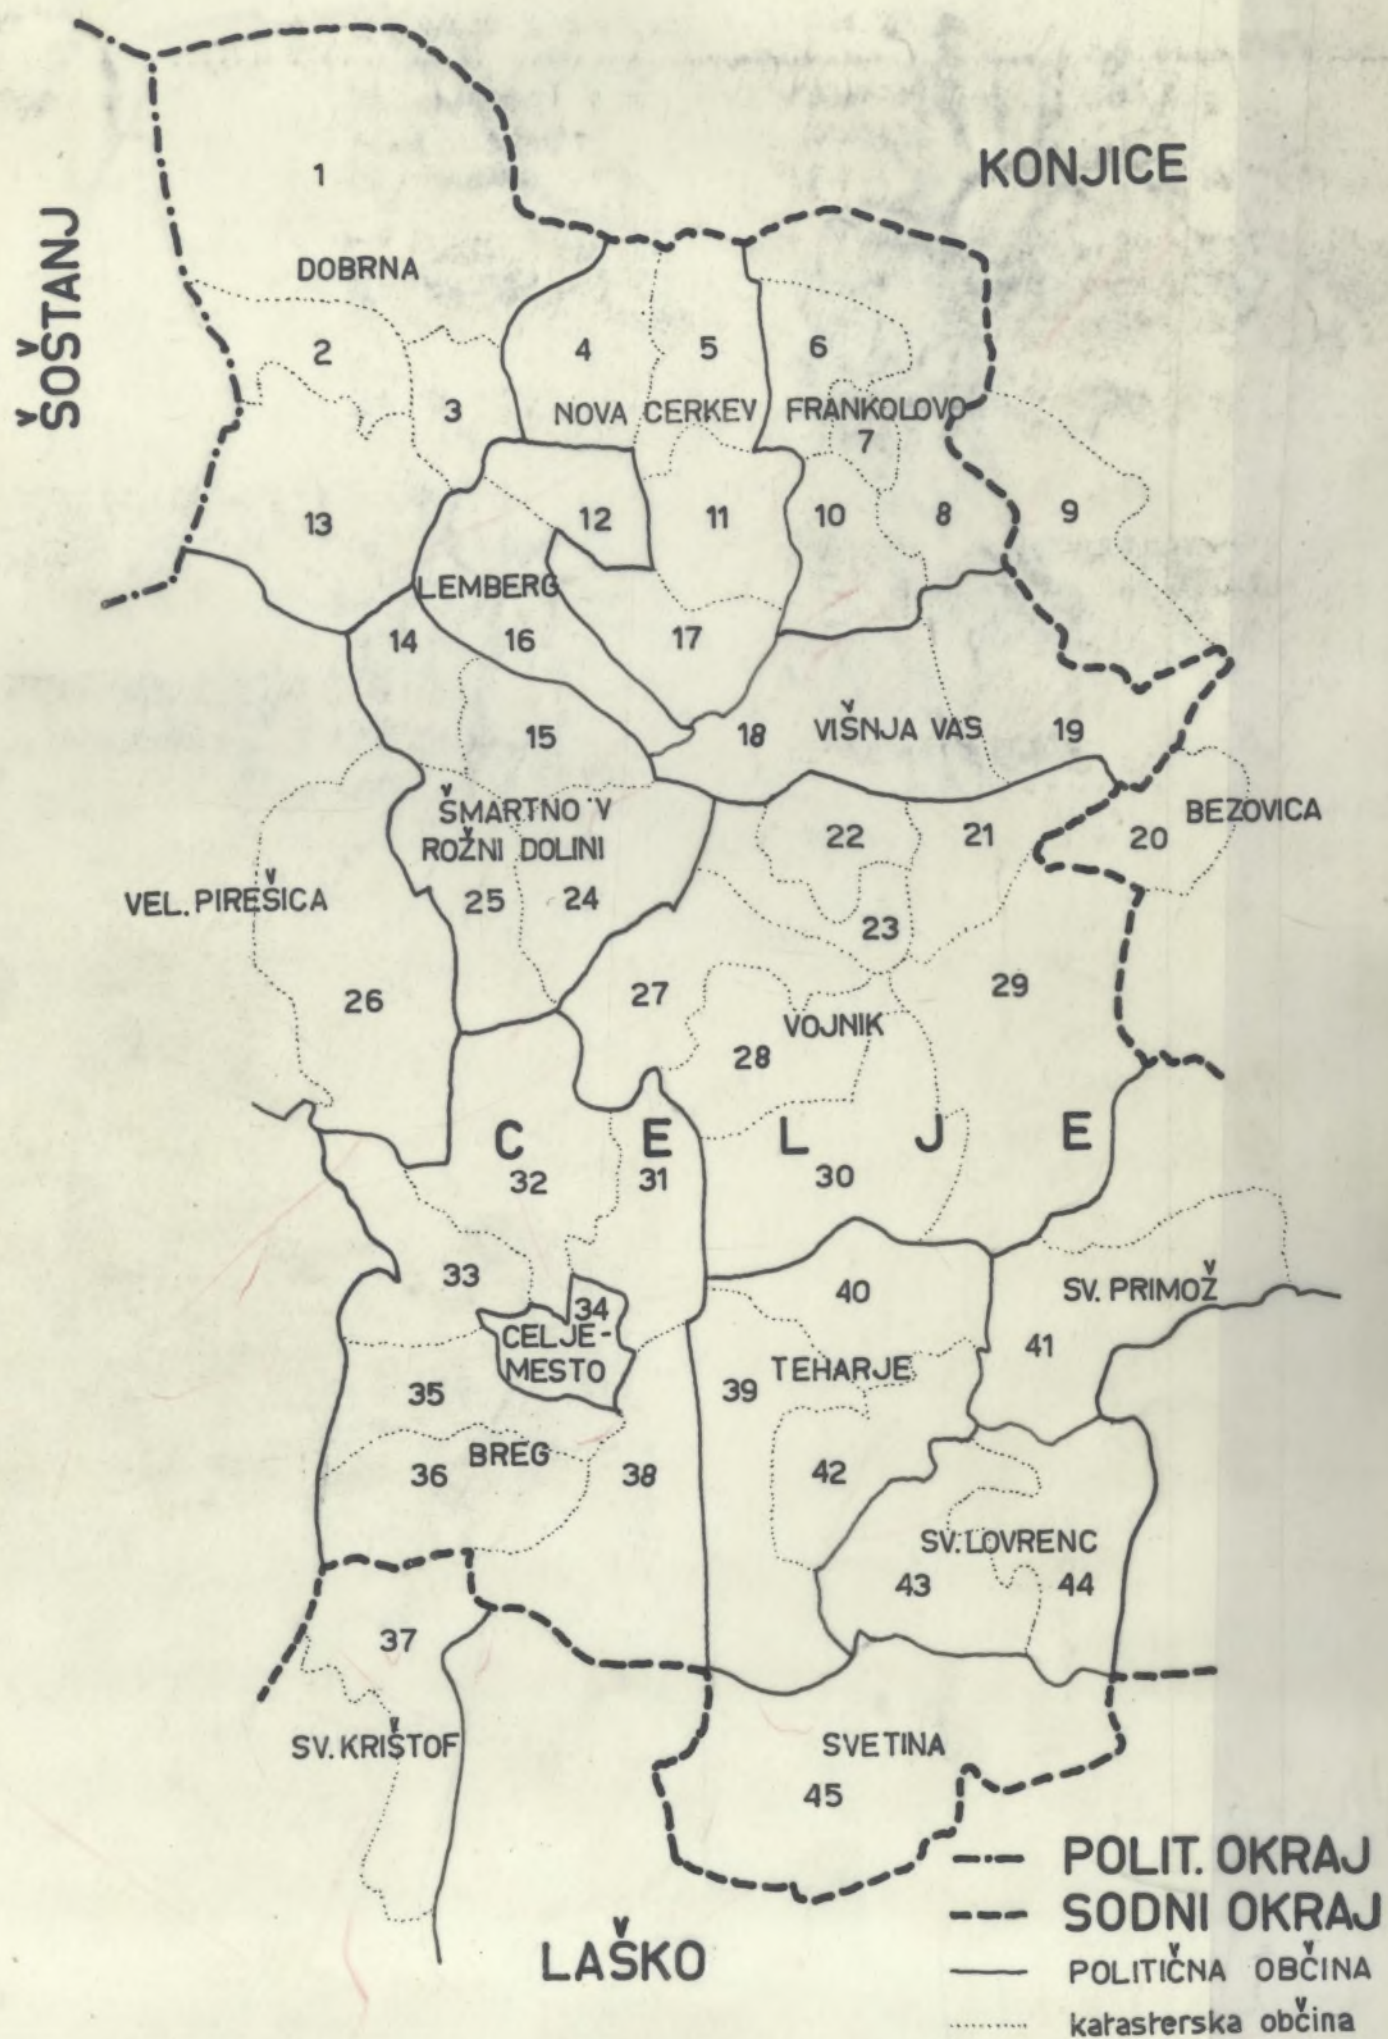 KONJICE
1
ŠOŠTANJ
DOBRNA
2
4
5
6
3
NOVA CERKEV
FRANKOLOVO
7
13
12
11
10
8
9
LEMBERG
14
16
17
15
18
VIŠNJA VAS
19
ŠMARTNO V
ROŽNI DOLINI
22
21
20
BEZOVICA
VEL. PIREŠICA
25
24
23
26
27
29
VOJNIK
28
C E L J E
32
31
30
33
40
SV. PRIMOŽ
34
CELJE-
MESTO
41
35
39
TEHARJE
BREG
36
38
42
SV. LOVRENC
43
44
37
SV. KRIŠTOF
SVETINA
45
LAŠKO
POLIT. OKRAJ
SODNI OKRAJ
POLITIČNA OBČINA
katasterska občina